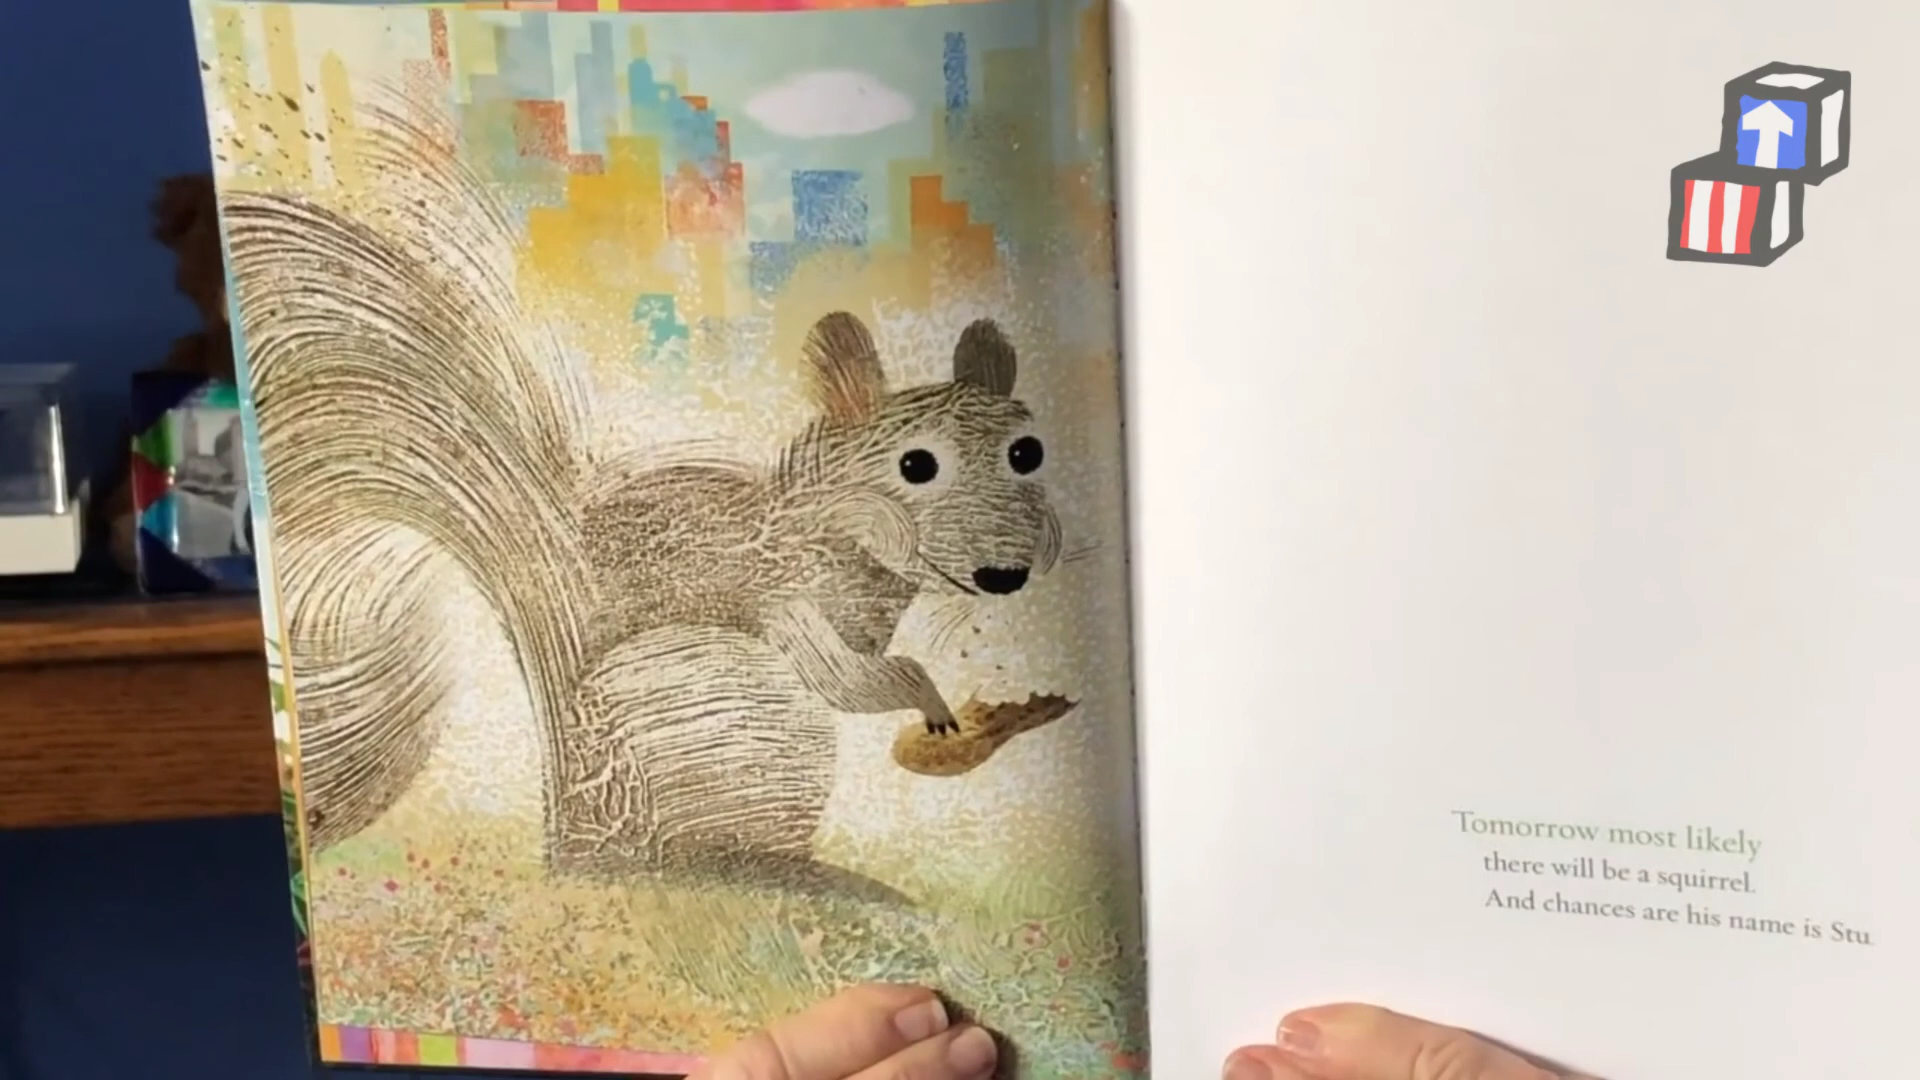 Tomorrow most likely
there will be a squirrel.
And chances are his name is Stu.